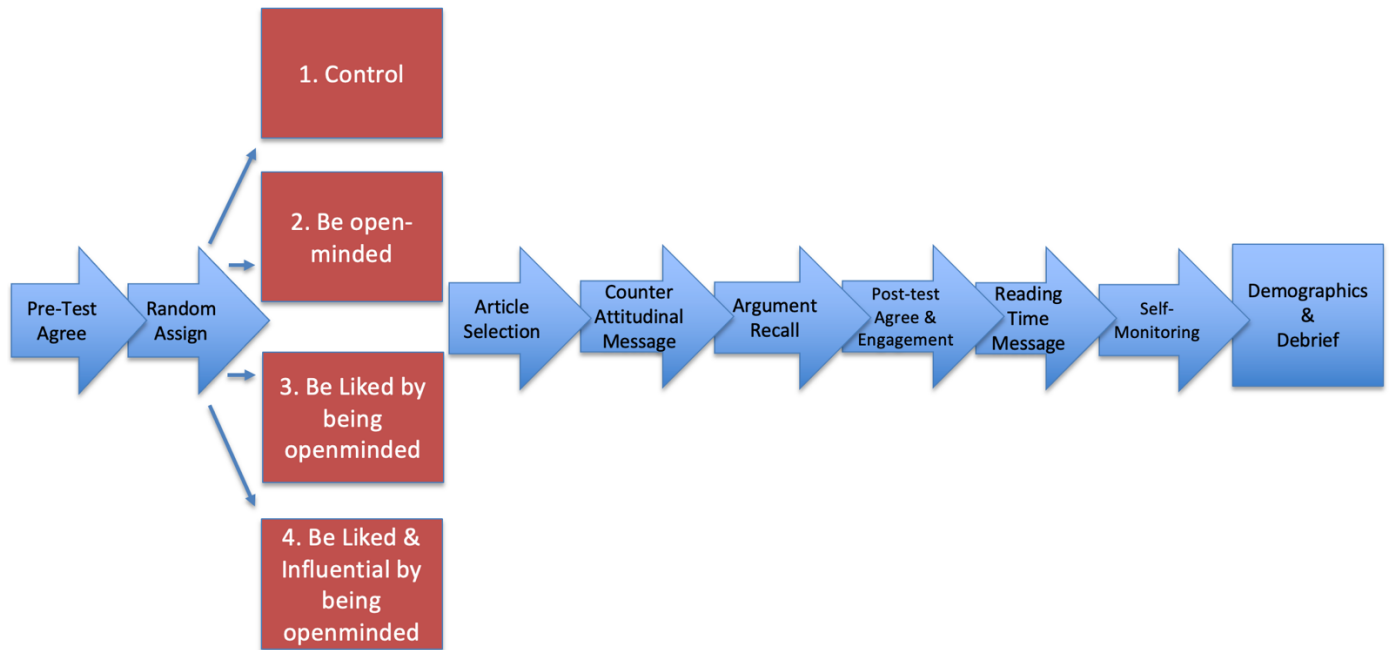 Pre-Test
Agree
Random
Assign
1. Control
2. Be open-
minded
3. Be Liked by
being
openminded
4. Be Liked &
Influential by
being
openminded
Article
Selection
Counter
Attitudinal
Message
Argument
Recall
Post-test
Agree &
Engagement
Reading
Time
Message
Self-
Monitoring
Demographics
&
Debrief